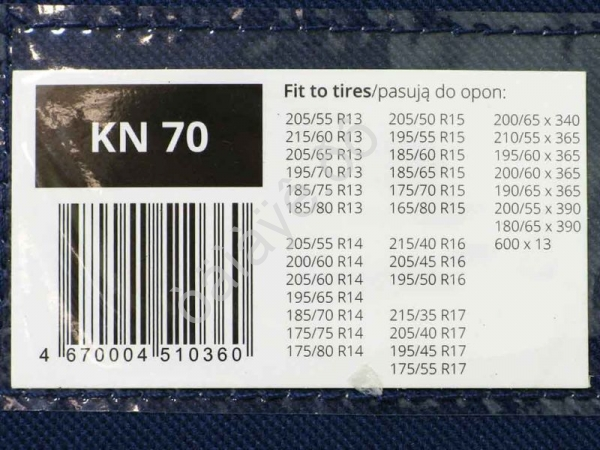 KN 70
4 670004 510360
Fit to tires/pasują do opon:
205/55 R13
215/60 R13
205/65 R13
195/70 R13
185/75 R13
185/80 R13
205/55 R14
200/60 R14
205/60 R14
195/65 R14
185/70 R14
175/75 R14
175/80 R14
205/50 R15
195/55 R15
185/60 R15
185/65 R15
175/70 R15
165/80 R15
215/40 R16
205/45 R16
195/50 R16
215/35 R17
205/40 R17
195/45 R17
175/55 R17
200/65 x 340
210/55 x 365
195/60 x 365
200/60 x 365
190/65 x 365
200/55 x 390
180/65 x 390
600 x 13